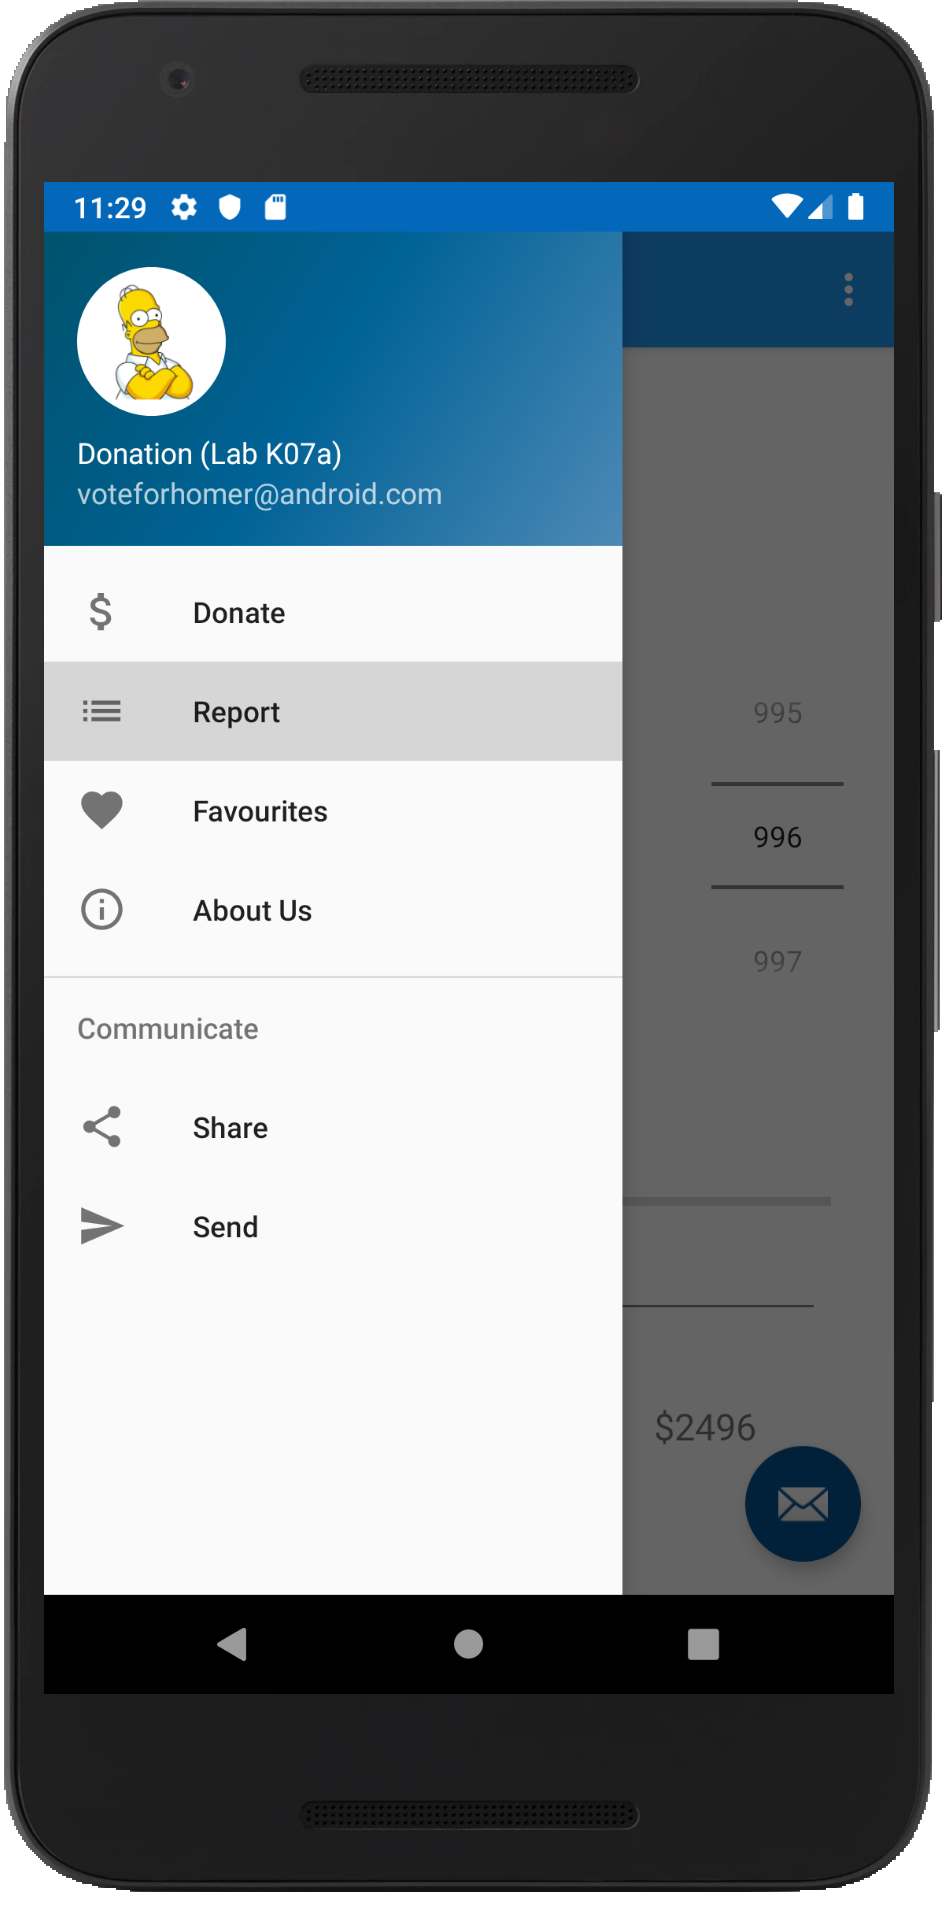 11:29
Donation (Lab K07a)
voteforhomer@android.com
Donate
Report
Favourites
About Us
Communicate
Share
Send
995
996
997
$2496